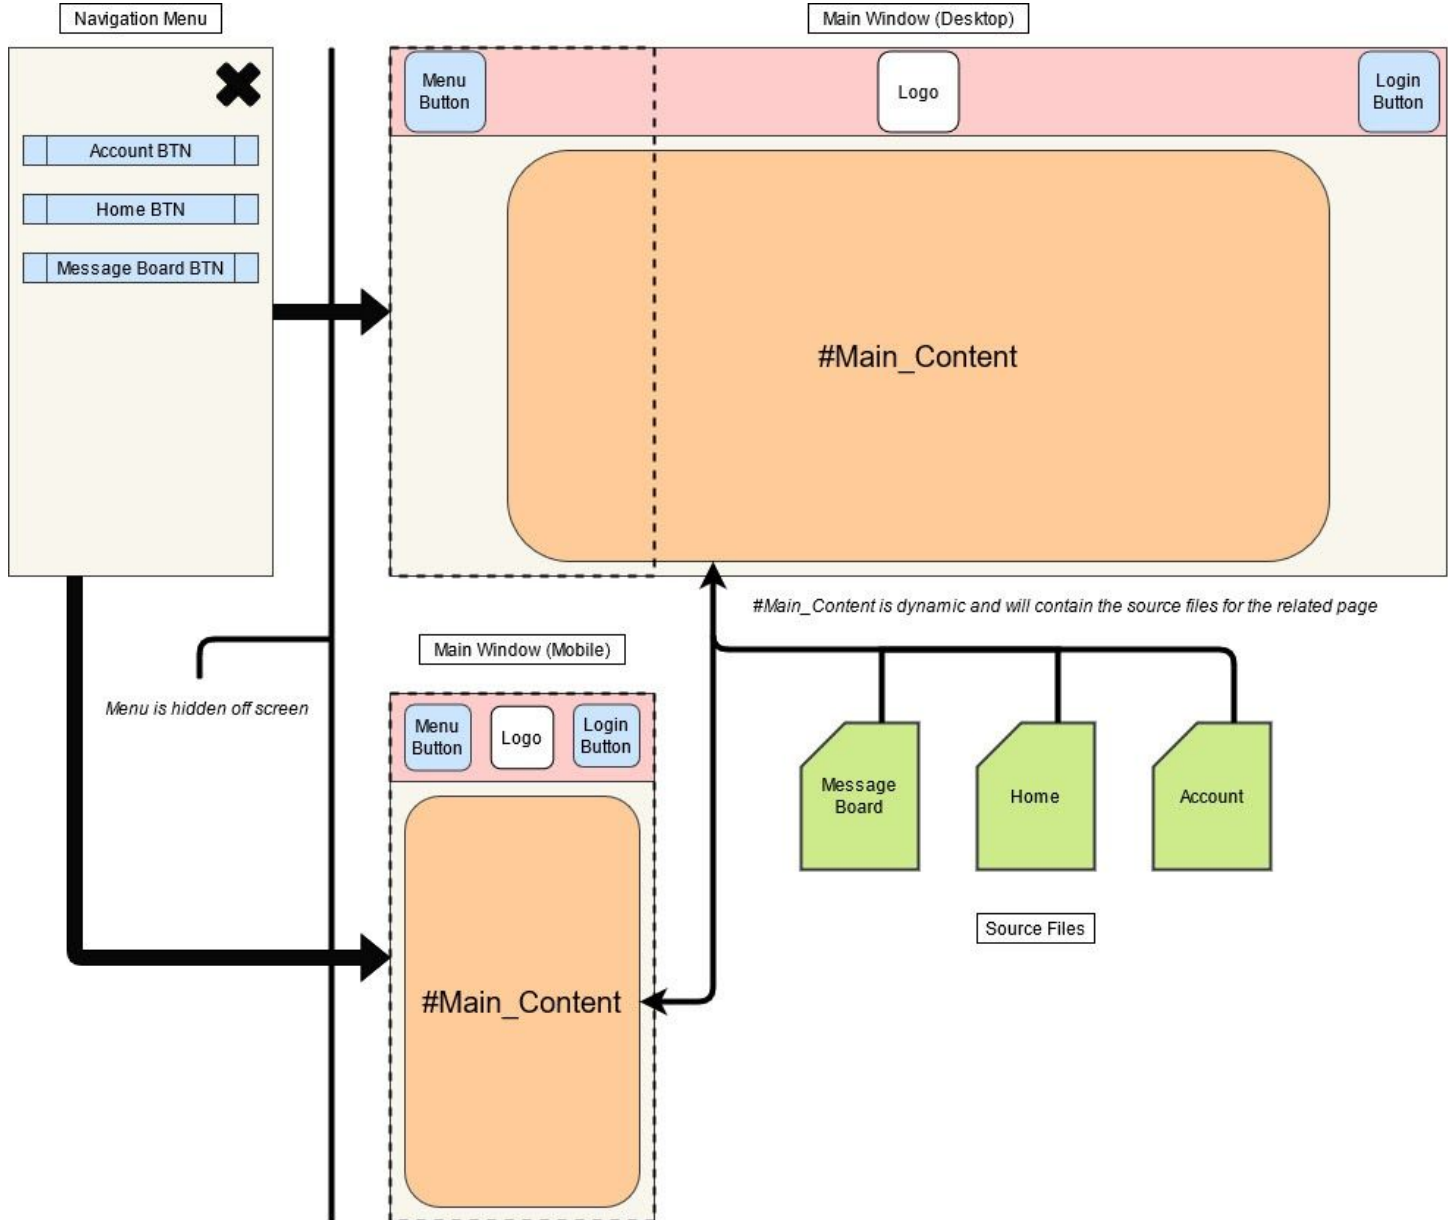 Navigation Menu
Account BTN
Home BTN
Message Board BTN
Menu is hidden off screen
Main Window (Desktop)
Menu
Button
Logo
Login
Button
#Main_Content
#Main_Content is dynamic and will contain the source files for the related page
Main Window (Mobile)
Menu
Button
Logo
Login
Button
#Main_Content
Message
Board
Home
Account
Source Files